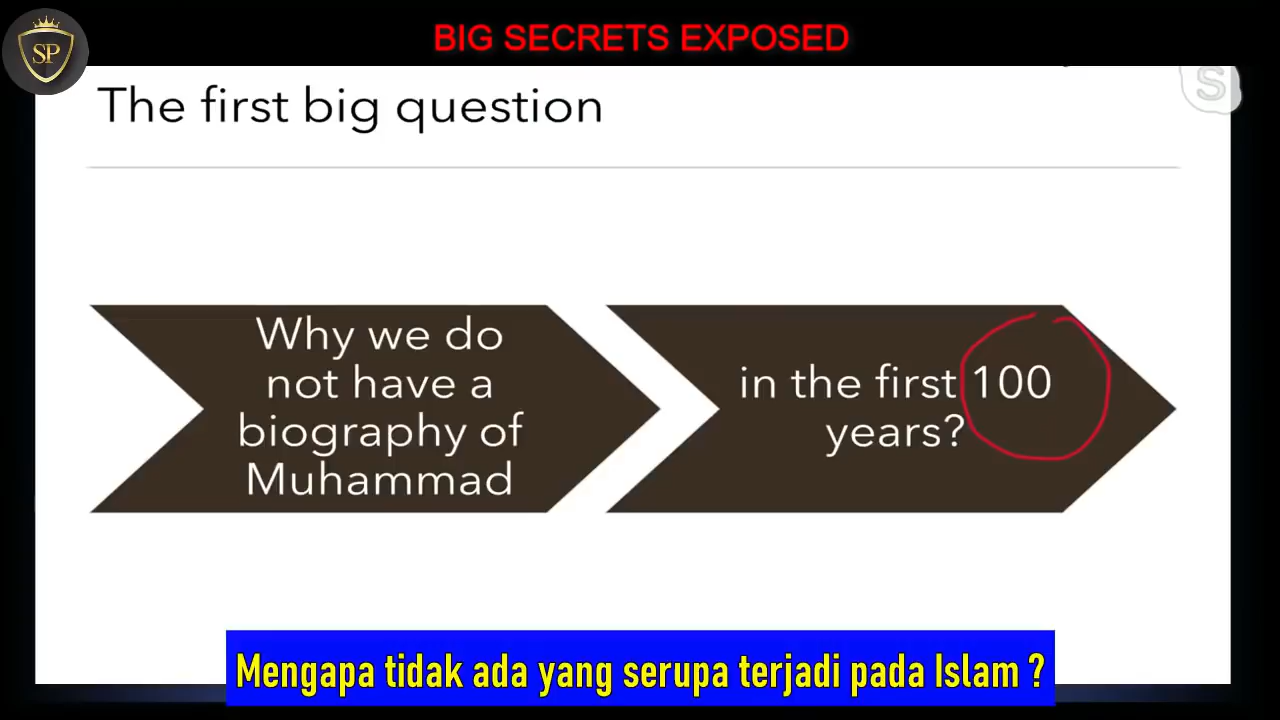 BIG SECRETS EXPOSED
SP
S
The first big question
Why we do
not have a
biography of
Muhammad
in the first 100
years?
Mengapa tidak ada yang serupa terjadi pada Islam ?